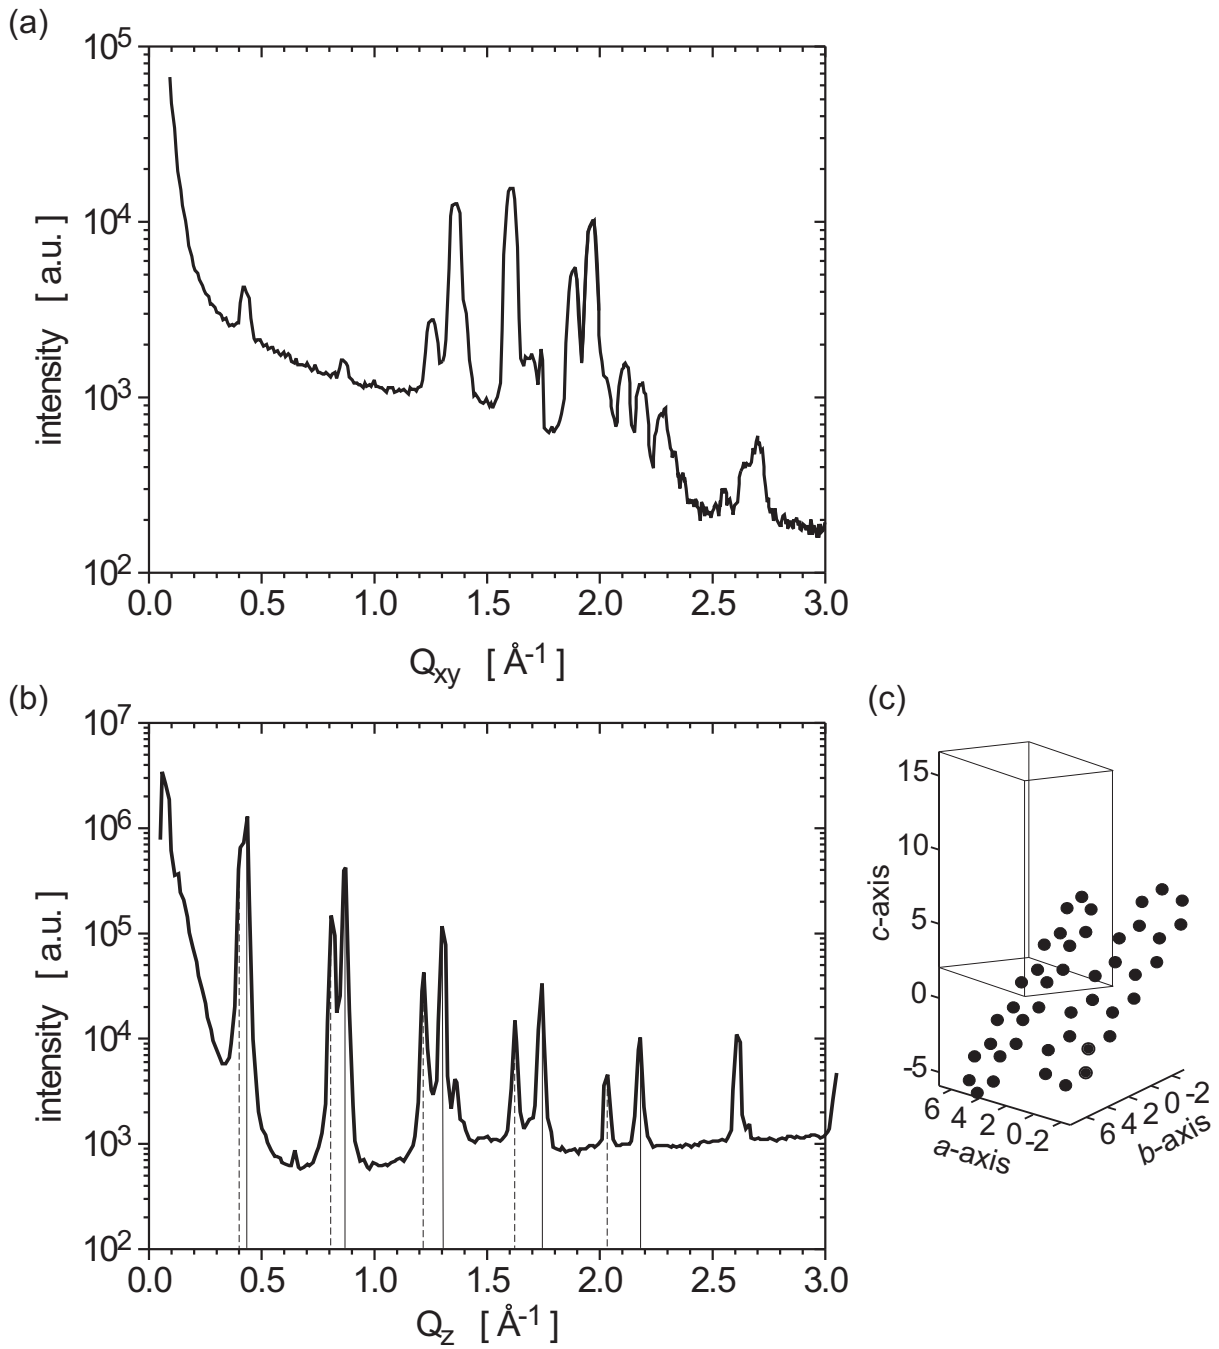 (a)
10^5
10^4
10^3
10^2
intensity [ a.u. ]
0.0 0.5 1.0 1.5 2.0 2.5 3.0
Q_xy [ Å^-1 ]
(b)
10^7
10^6
10^5
10^4
10^3
10^2
intensity [ a.u. ]
0.0 0.5 1.0 1.5 2.0 2.5 3.0
Q_z [ Å^-1 ]
(c)
15
10
5
0
-5
c-axis
6 4 2 0 -2
a-axis
6 4 2 0 -2
b-axis